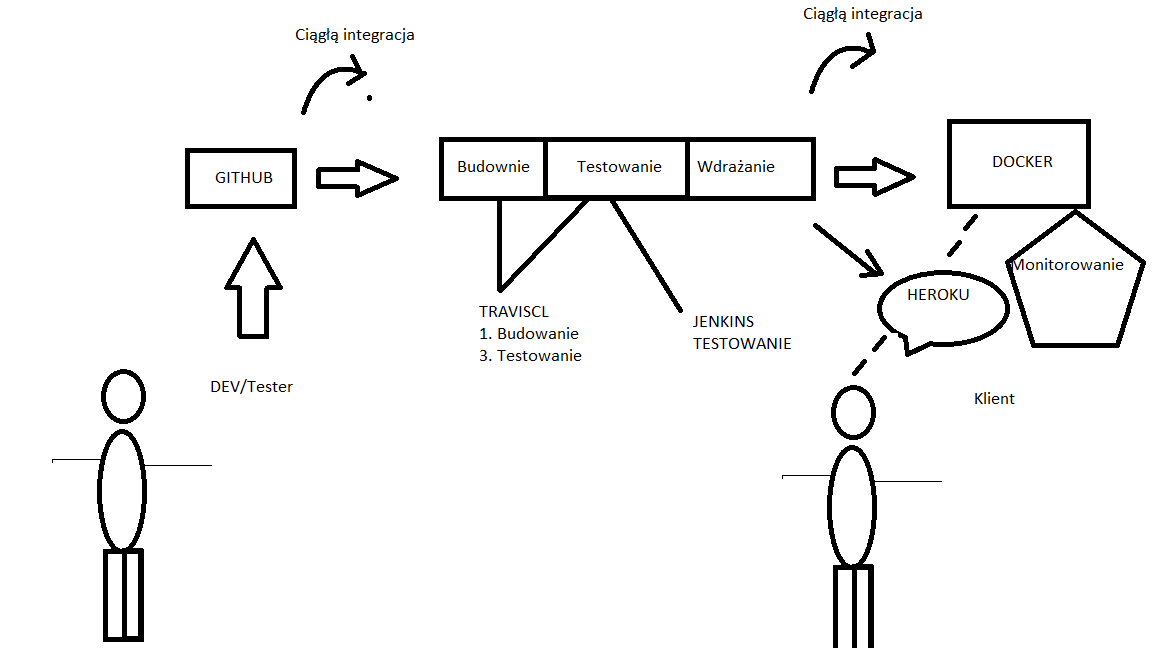 Ciągłą integracja
Ciągłą integracja
GITHUB
Budownie
Testowanie
Wdrażanie
DOCKER
TRAVISCL
1. Budowanie
3. Testowanie
JENKINS
TESTOWANIE
HEROKU
Monitorowanie
DEV/Tester
Klient